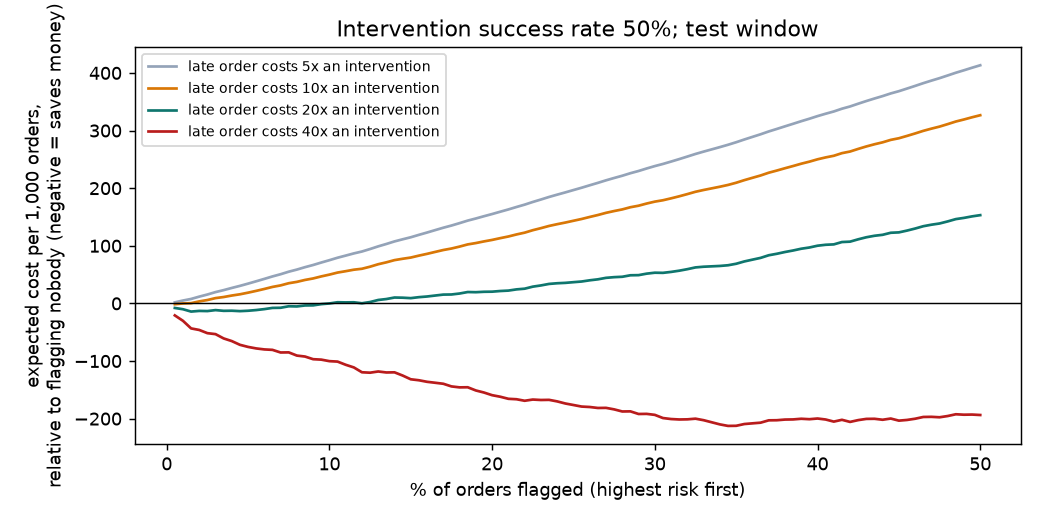 Intervention success rate 50%; test window
expected cost per 1,000 orders,
relative to flagging nobody (negative = saves money)
400
300
200
100
0
−100
−200
late order costs 5x an intervention
late order costs 10x an intervention
late order costs 20x an intervention
late order costs 40x an intervention
0
10
20
30
40
50
% of orders flagged (highest risk first)